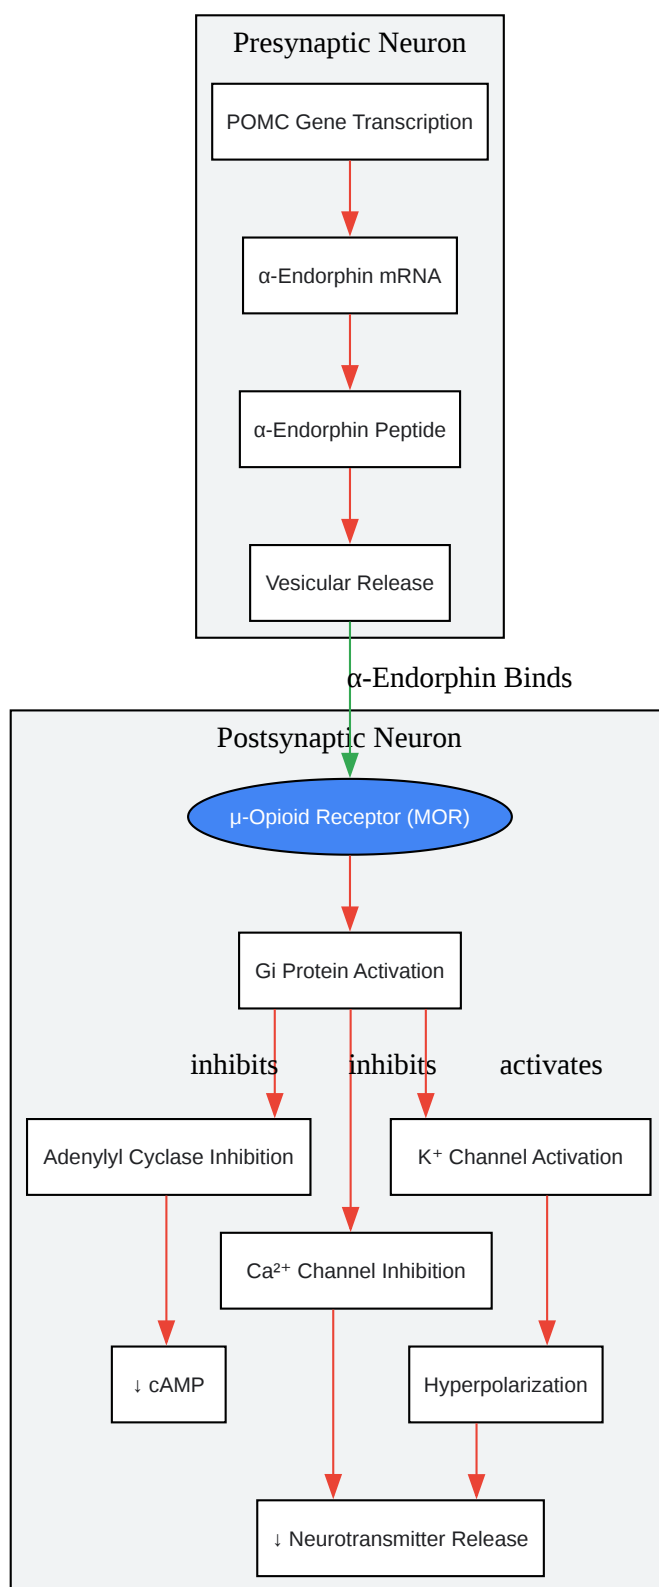 Presynaptic Neuron
POMC Gene Transcription
α-Endorphin mRNA
α-Endorphin Peptide
Vesicular Release
α-Endorphin Binds
Postsynaptic Neuron
μ-Opioid Receptor (MOR)
Gi Protein Activation
inhibits
inhibits
activates
Adenylyl Cyclase Inhibition
K⁺ Channel Activation
Ca²⁺ Channel Inhibition
↓ cAMP
Hyperpolarization
↓ Neurotransmitter Release